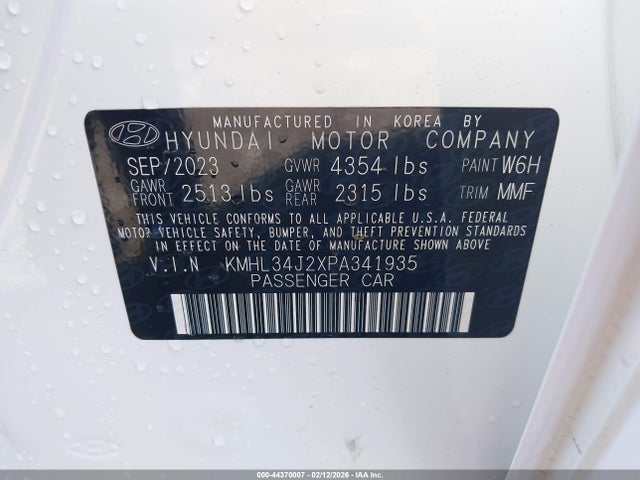 MANUFACTURED IN KOREA BY
HYUNDAI MOTOR COMPANY
SEP/2023 GVWR 4354 lbs PAINT W6H
GAWR FRONT 2513 lbs GAWR REAR 2315 lbs TRIM MMF
THIS VEHICLE CONFORMS TO ALL APPLICABLE U.S.A. FEDERAL
MOTOR VEHICLE SAFETY, BUMPER, AND THEFT PREVENTION
STANDARDS IN EFFECT ON THE DATE OF MANUFACTURE SHOWN ABOVE
V.I.N KMHL34J2XPA341935
PASSENGER CAR
000-44370007 - 02/12/2026 - IAA Inc.